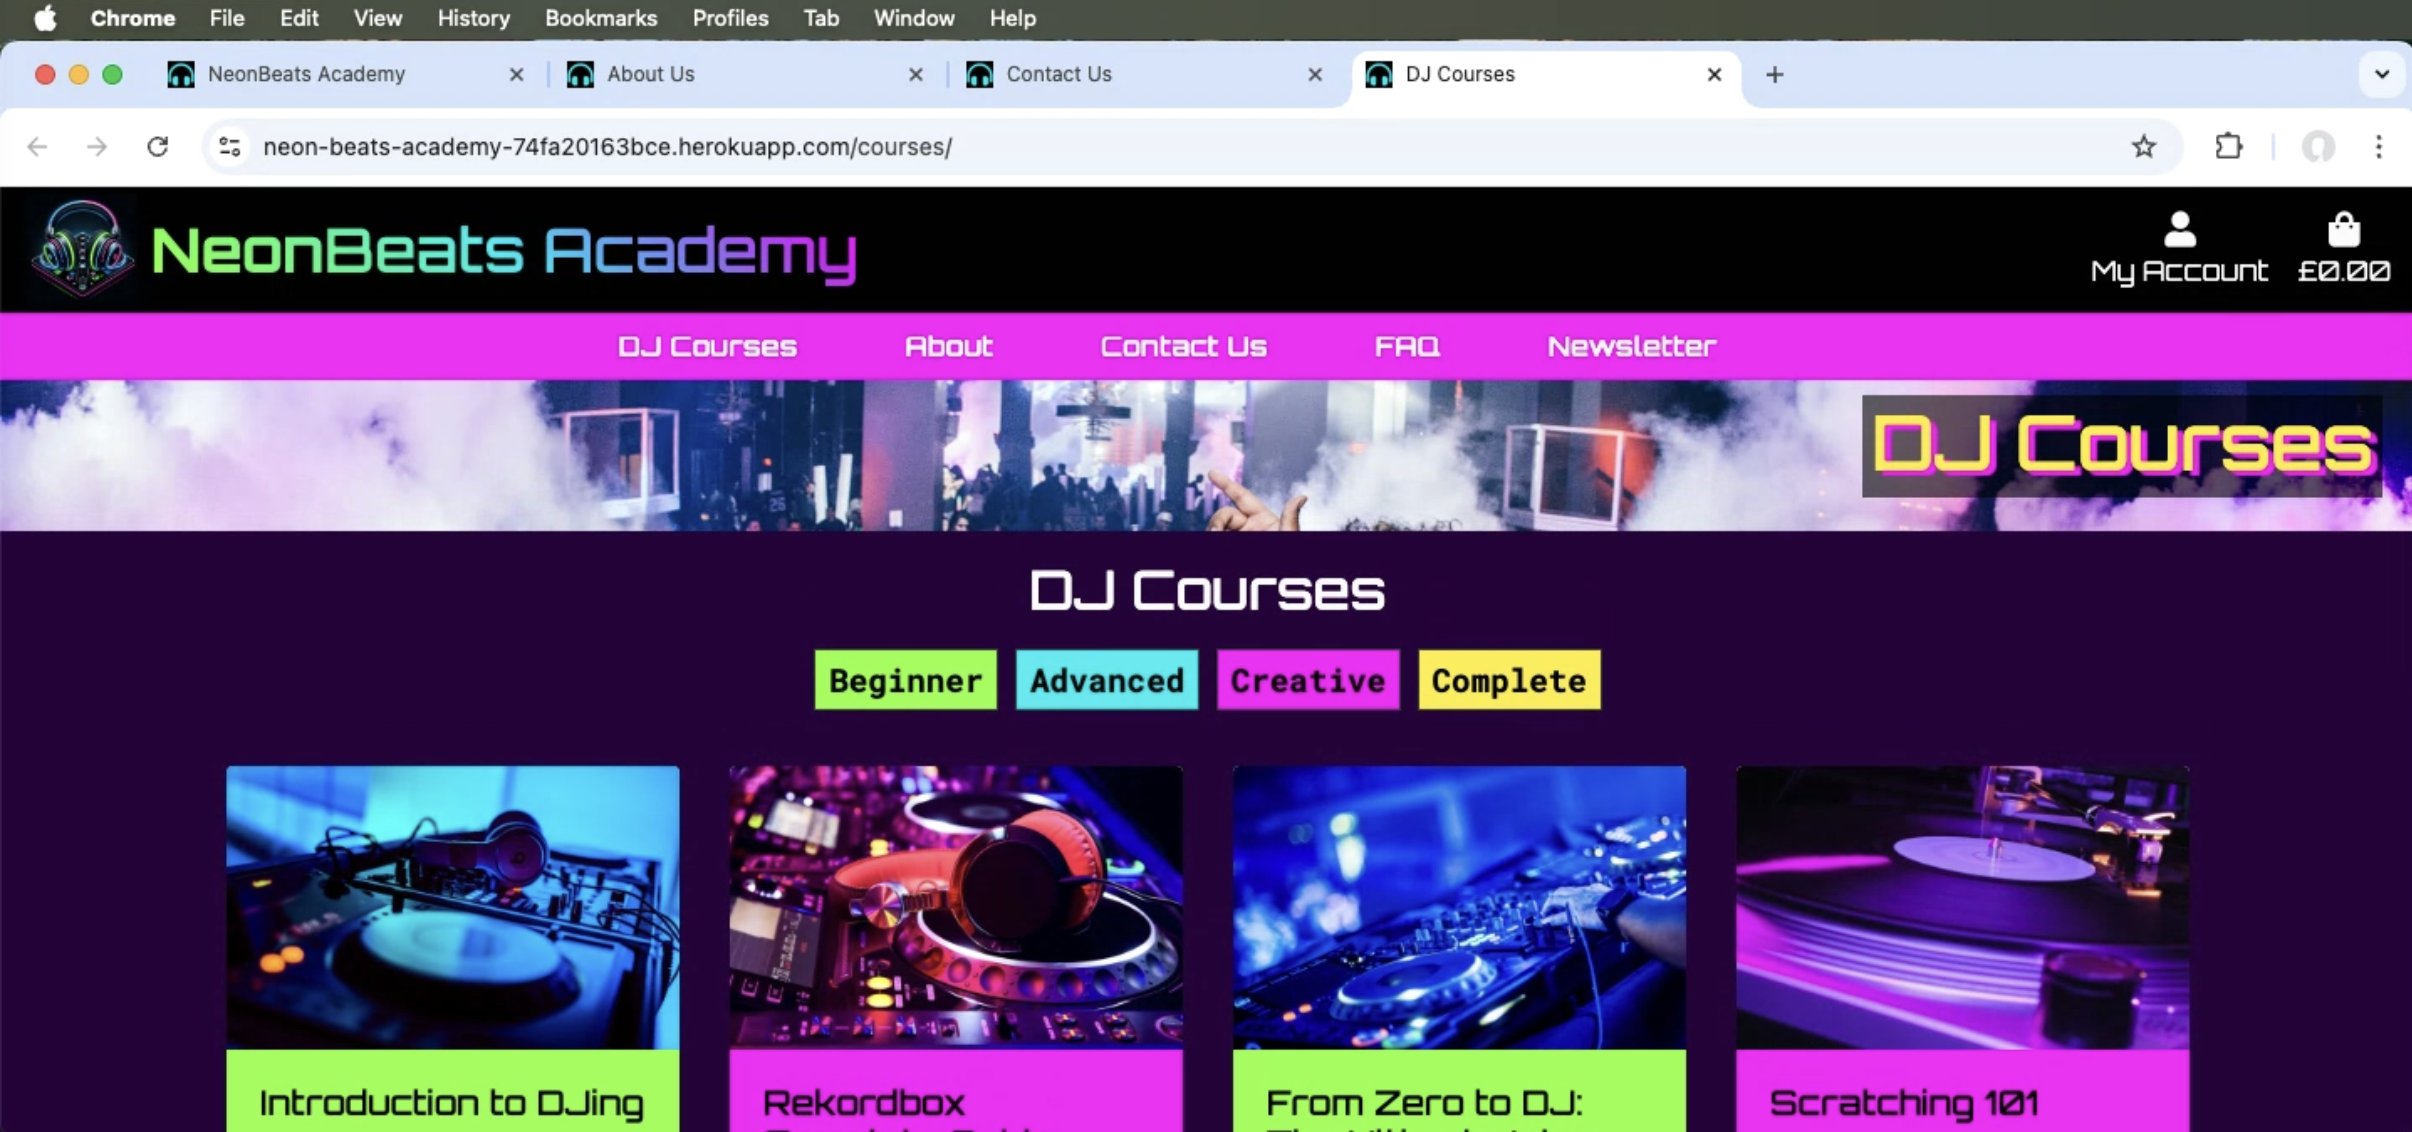 Chrome File Edit View History Bookmarks Profiles Tab Window Help
NeonBeats Academy About Us Contact Us DJ Courses
neon-beats-academy-74fa20163bce.herokuapp.com/courses/
NeonBeats Academy
My Account £0.00
DJ Courses About Contact Us FAQ Newsletter
DJ Courses
DJ Courses
Beginner Advanced Creative Complete
Introduction to DJing
Rekordbox
From Zero to DJ:
Scratching 101